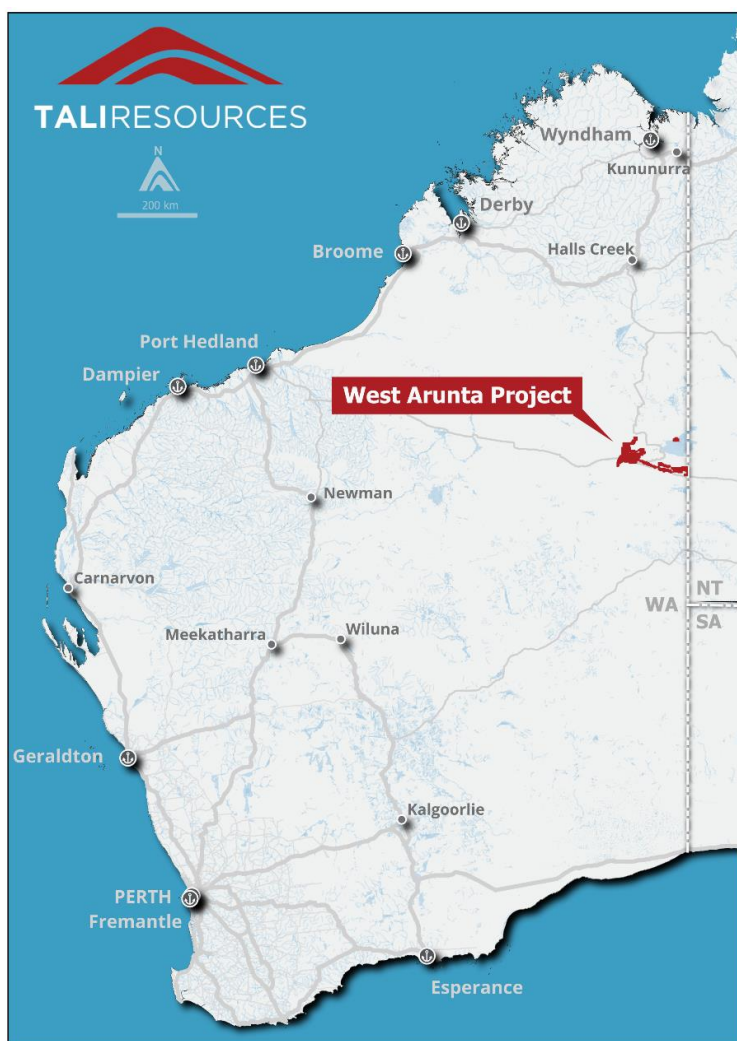 TALIRESOURCES
N
200 km
Wyndham
Kununurra
Derby
Broome
Halls Creek
Port Hedland
Dampier
West Arunta Project
Newman
Carnarvon
WA
NT
SA
Meekatharra
Wiluna
Geraldton
Kalgoorlie
PERTH
Fremantle
Esperance